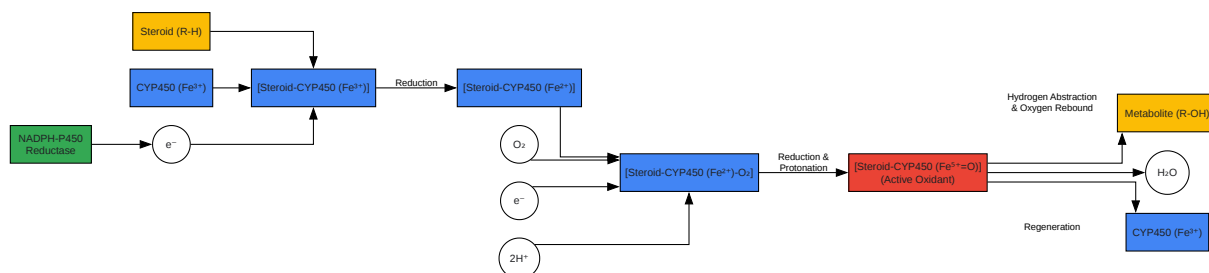 Steroid (R-H)
CYP450 (Fe³⁺)
[Steroid-CYP450 (Fe³⁺)]
Reduction
[Steroid-CYP450 (Fe²⁺)]
NADPH-P450
Reductase
e⁻
O₂
e⁻
2H⁺
[Steroid-CYP450 (Fe²⁺)-O₂]
Reduction &
Protonation
[Steroid-CYP450 (Fe⁵⁺=O)]
(Active Oxidant)
Hydrogen Abstraction
& Oxygen Rebound
Metabolite (R-OH)
H₂O
Regeneration
CYP450 (Fe³⁺)